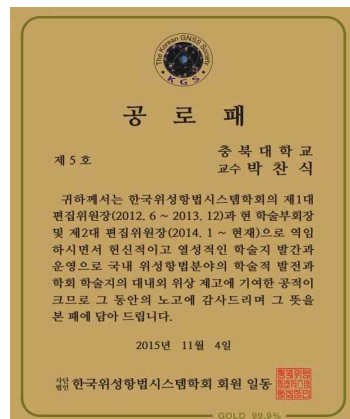 The Korean GNSS Society
KGS
공 로 패
제 5 호
충 북 대 학 교
교수 박 찬 식
귀하께서는 한국위성항법시스템학회의 제1대
편집위원장(2012. 6 ~ 2013. 12)과 현 학술부회장
및 제2대 편집위원장(2014. 1 ~ 현재)으로 역임
하시면서 헌신적이고 열성적인 학술지 발간과
운영으로 국내 위성항법분야의 학술적 발전과
학회 학술지의 대내외 위상 제고에 기여한 공적이
크므로 그 동안의 노고에 감사드리며 그 뜻을
본 패에 담아 드립니다.
2015년 11월 4일
사단법인 한국위성항법시스템학회 회원 일동
GOLD 99.9%